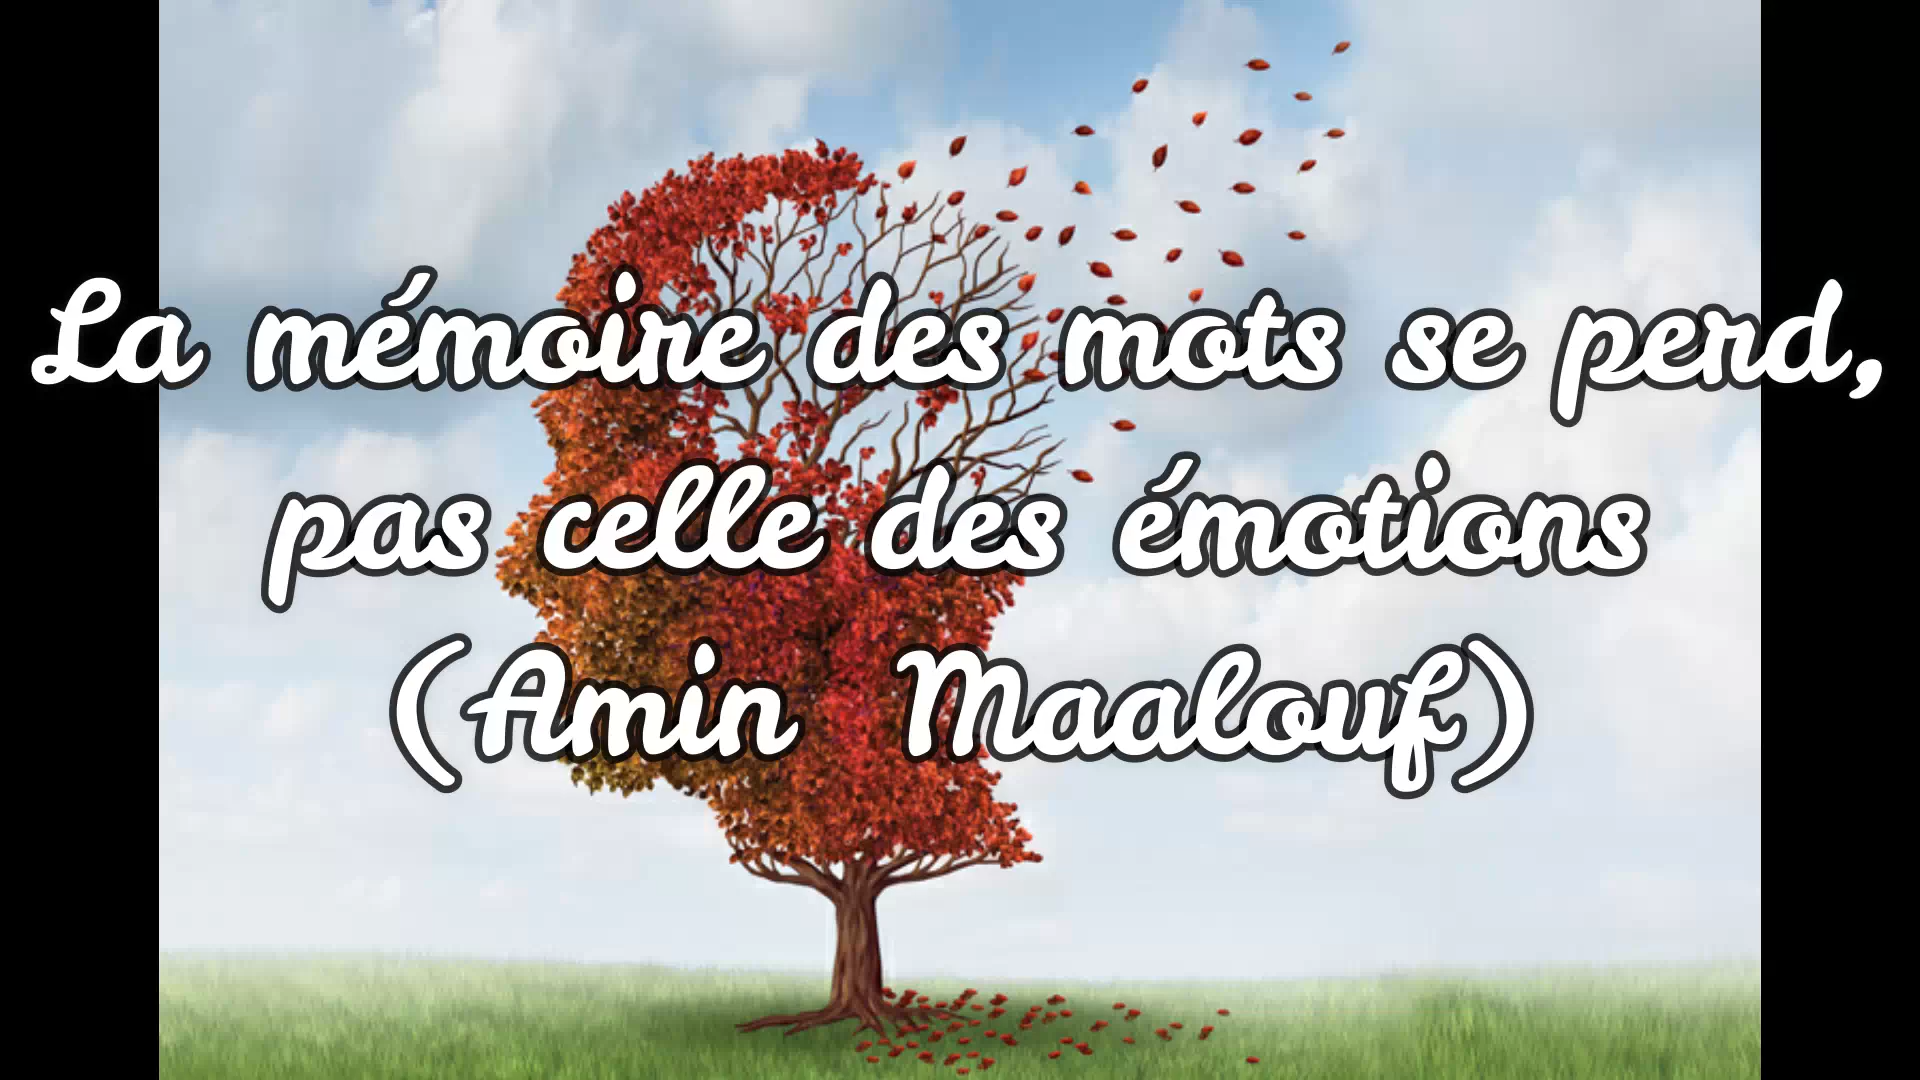 La mémoire des mots se perd,
pas celle des émotions
(Amin Maalouf)